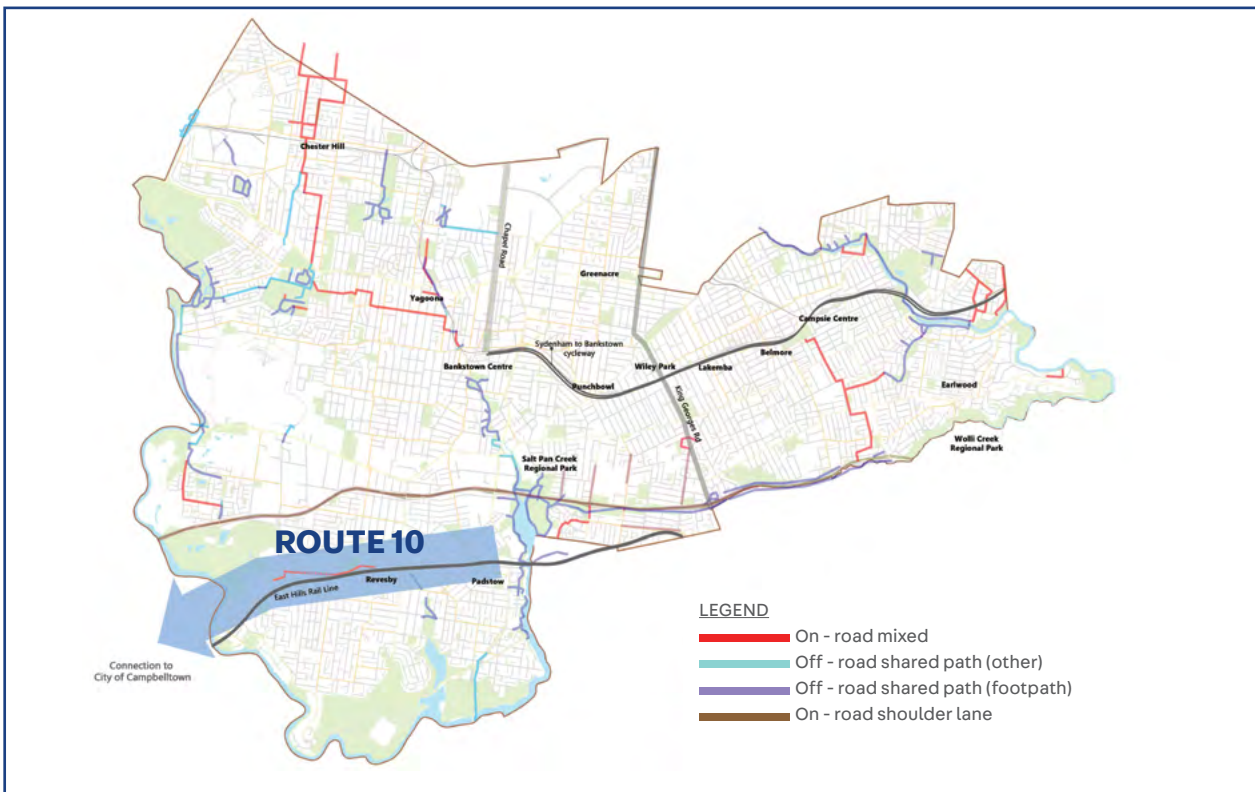 Chester Hill
Chapel Road
Greenacre
Yagoona
Campsie Centre
Sydenham to Bankstown
cycleway
Belmore
Bankstown Centre
Wiley Park
Lakemba
Punchbowl
Earlwood
King Georges Rd
Wolli Creek
Regional Park
Salt Pan Creek
Regional Park
ROUTE 10
Revesby
Padstow
East Hills Rail Line
Connection to
City of Campbelltown
LEGEND
On - road mixed
Off - road shared path (other)
Off - road shared path (footpath)
On - road shoulder lane